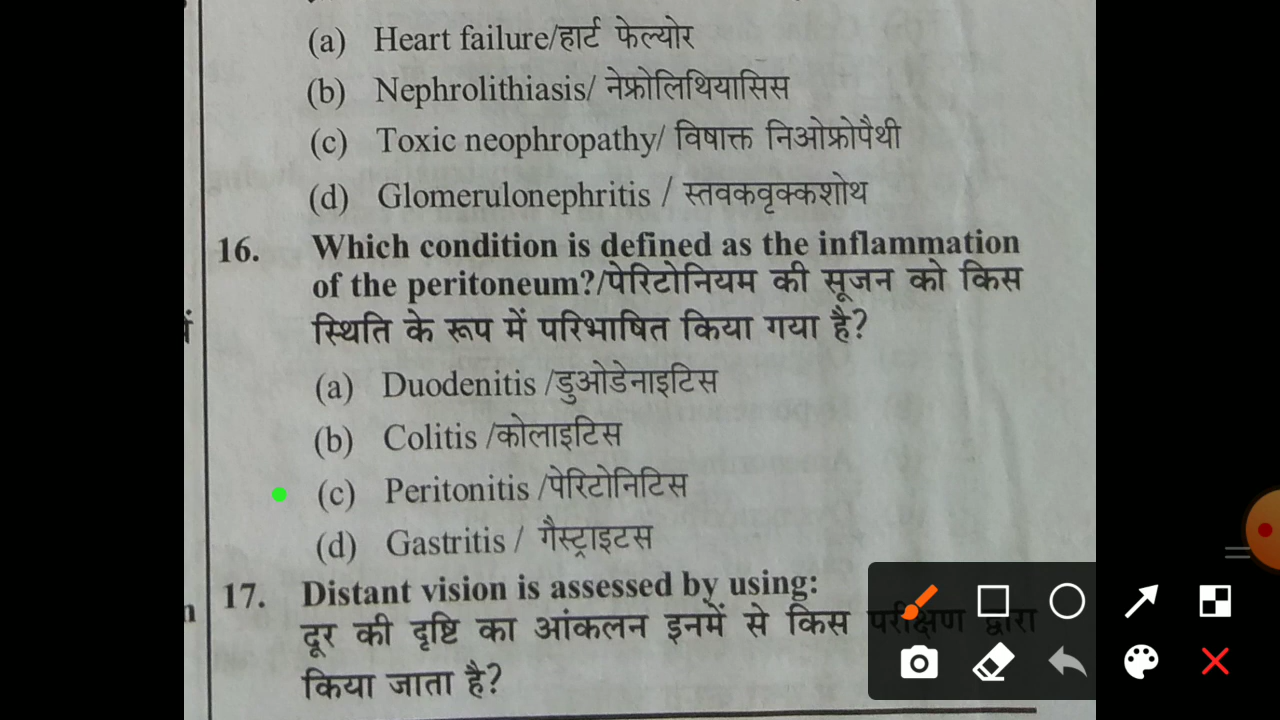 (a) Heart failure/हार्ट फेल्योर
(b) Nephrolithiasis/ नेफ्रोलिथियासिस
(c) Toxic neophropathy/ विषाक्त निओफ्रोपैथी
(d) Glomerulonephritis / स्तवकवृक्कशोथ
16. Which condition is defined as the inflammation
of the peritoneum?/पेरिटोनियम की सूजन को किस
स्थिति के रूप में परिभाषित किया गया है?
(a) Duodenitis /डुओडेनाइटिस
(b) Colitis /कोलाइटिस
(c) Peritonitis /पेरिटोनिटिस
(d) Gastritis / गैस्ट्राइटस
17. Distant vision is assessed by using:
दूर की दृष्टि का आंकलन इनमें से किस परीक्षण द्वारा
किया जाता है?